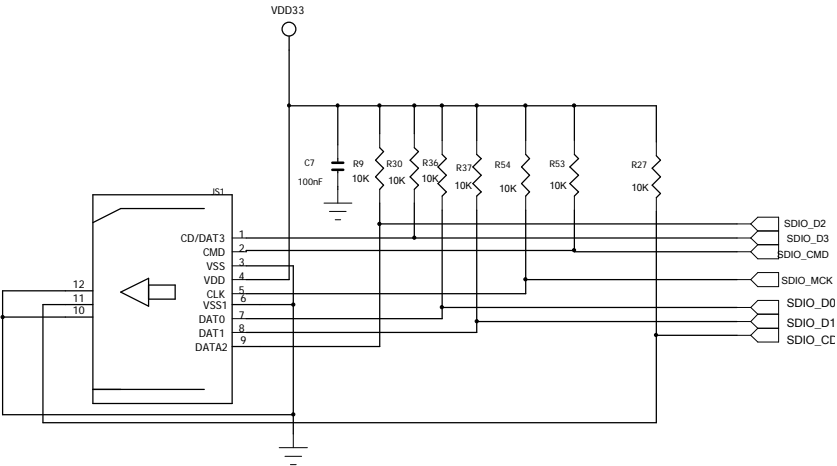 VDD33
C7
100nF
R9
10K
R30
10K
R36
10K
R37
10K
R54
10K
R53
10K
R27
10K
JS1
CD/DAT3 1
CMD 2
VSS 3
VDD 4
CLK 5
VSS1 6
DAT0 7
DAT1 8
DATA2 9
12
11
10
SDIO_D2
SDIO_D3
SDIO_CMD
SDIO_MCK
SDIO_D0
SDIO_D1
SDIO_CD